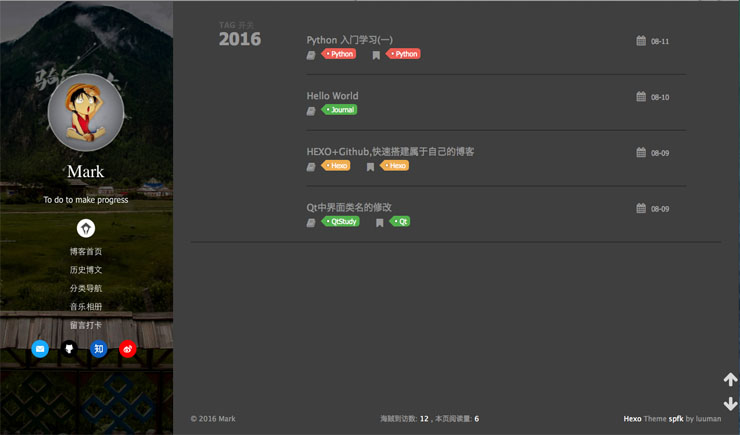 Mark
To do to make progress
博客首页
历史博文
分类导航
音乐相册
留言打卡
知
TAG 开关
2016
Python 入门学习(一) 08-11
Python Python
Hello World 08-10
Journal
HEXO+Github,快速搭建属于自己的博客 08-09
Hexo Hexo
Qt中界面类名的修改 08-09
QtStudy Qt
© 2016 Mark 海贼到访数: 12 , 本页阅读量: 6 Hexo Theme spfk by luuman